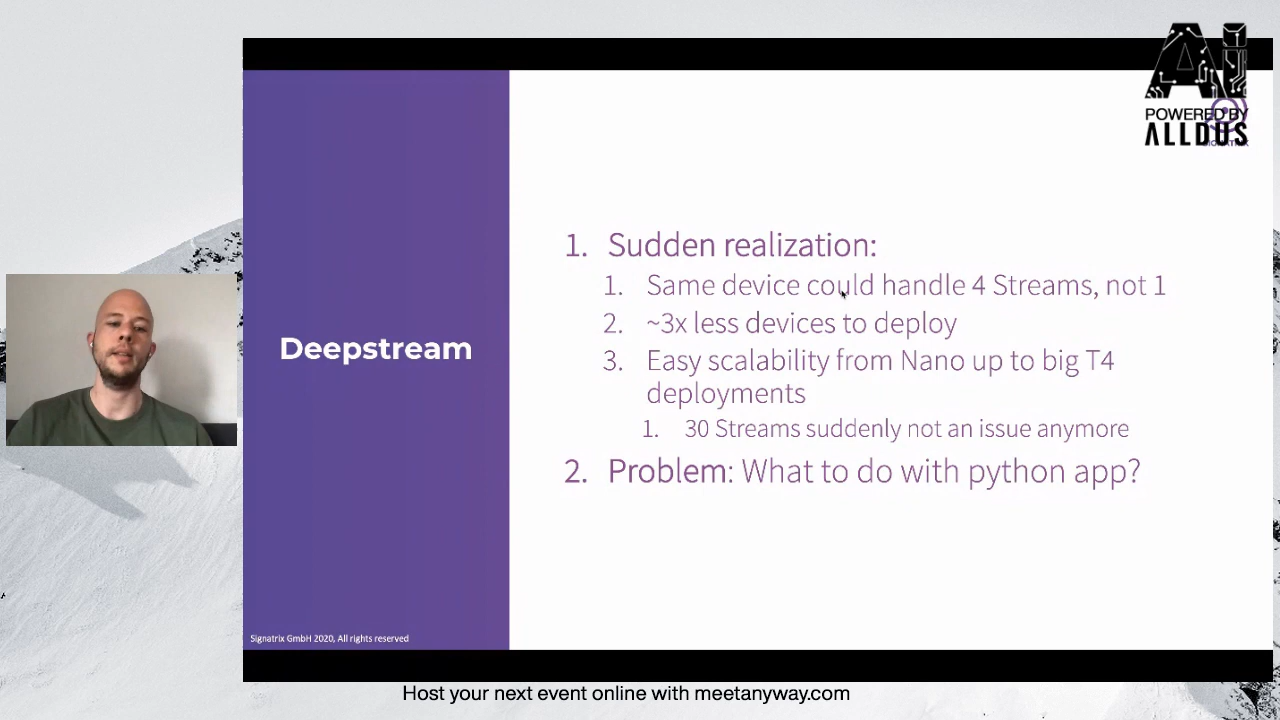 AI
POWERED BY
ALLDUS
Deepstream
1. Sudden realization:
1. Same device could handle 4 Streams, not 1
2. ~3x less devices to deploy
3. Easy scalability from Nano up to big T4
deployments
1. 30 Streams suddenly not an issue anymore
2. Problem: What to do with python app?
Signatrix GmbH 2020, All rights reserved
Host your next event online with meetanyway.com